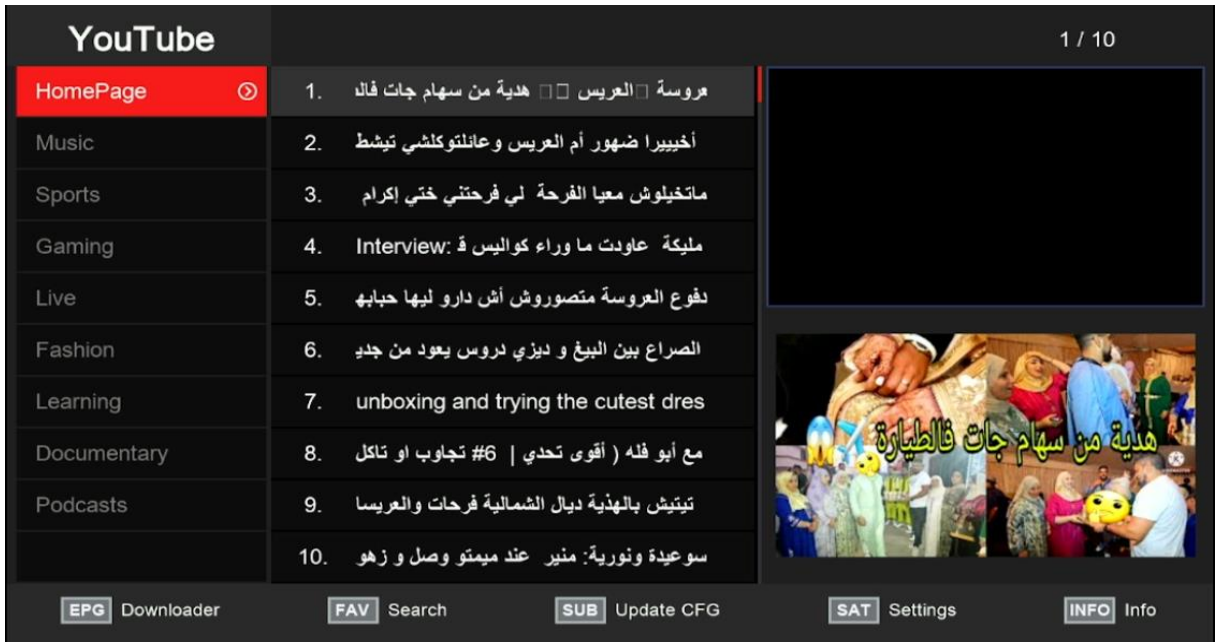 YouTube
1 / 10
HomePage
Music
Sports
Gaming
Live
Fashion
Learning
Documentary
Podcasts
1. عروسة العريس هدية من سهام جات فالد
2. أخيييرا ضهور أم العريس وعائلتوكلشي تيشط
3. ماتخيلوش معيا الفرحة لي فرحتني ختي إكرام
4. مليكة عاودت ما وراء كواليس ق Interview:
5. دفوع العروسة متصوروش أش دارو ليها حبابه
6. الصراع بين البيغ و ديزي دروس يعود من جدي
7. unboxing and trying the cutest dres
8. مع أبو فله ( أقوى تحدي | 6# تجاوب او تاكل
9. تيتيش بالهذية ديال الشمالية فرحات والعريسا
10. سوعيدة ونورية: منير عند ميمتو وصل و زهو
هدية من سهام جات فالطيارة
EPG Downloader
FAV Search
SUB Update CFG
SAT Settings
INFO Info